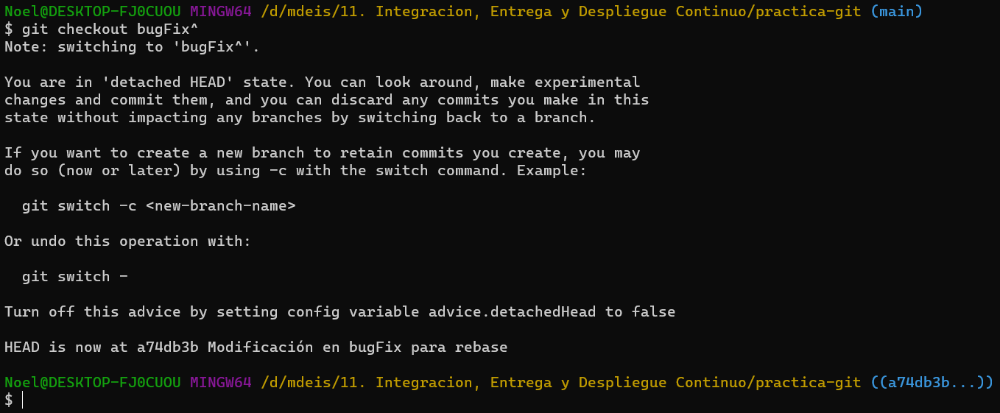 Noel@DESKTOP-FJ0CUOU MINGW64 /d/mdeis/11. Integracion, Entrega y Despliegue Continuo/practica-git (main)
$ git checkout bugFix^
Note: switching to 'bugFix^'.
You are in 'detached HEAD' state. You can look around, make experimental
changes and commit them, and you can discard any commits you make in this
state without impacting any branches by switching back to a branch.
If you want to create a new branch to retain commits you create, you may
do so (now or later) by using -c with the switch command. Example:
git switch -c <new-branch-name>
Or undo this operation with:
git switch -
Turn off this advice by setting config variable advice.detachedHead to false
HEAD is now at a74db3b Modificación en bugFix para rebase
Noel@DESKTOP-FJ0CUOU MINGW64 /d/mdeis/11. Integracion, Entrega y Despliegue Continuo/practica-git ((a74db3b...))
$